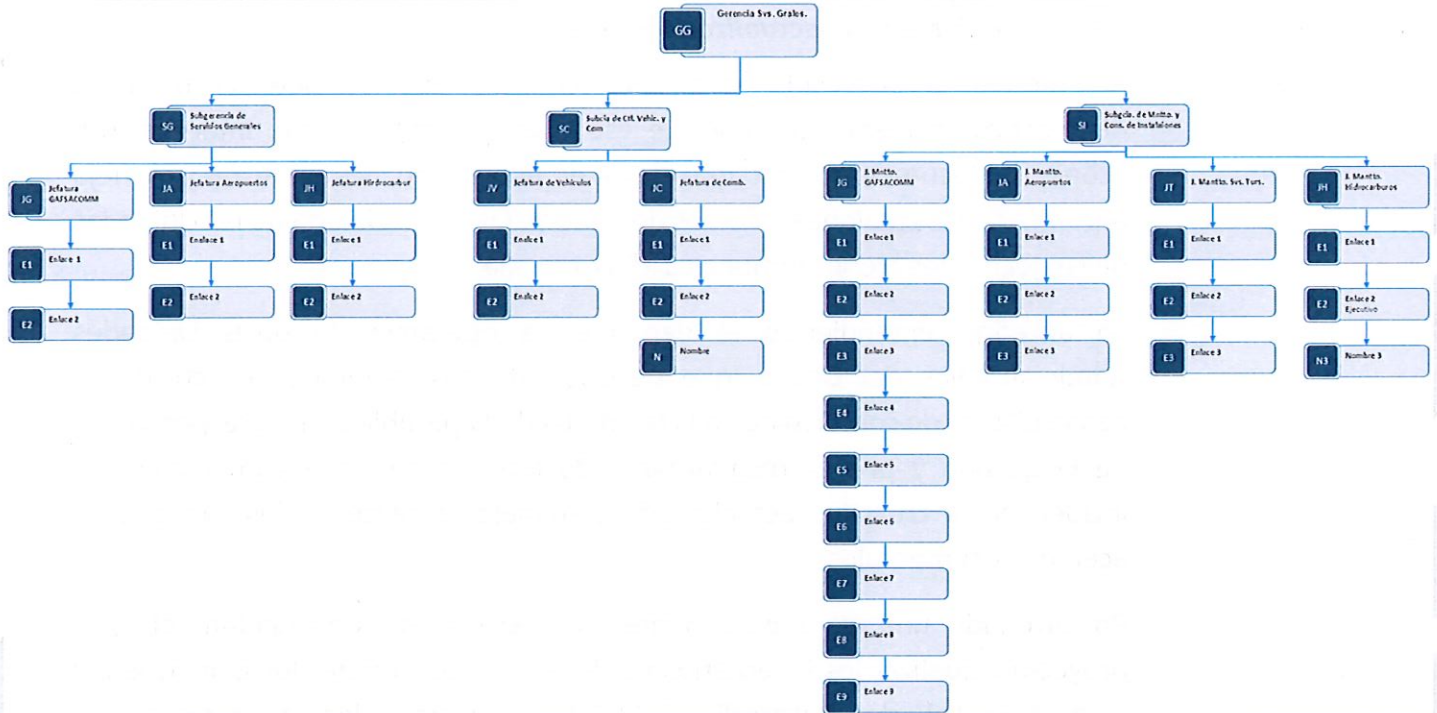 GG
Gerencia Svs. Grales.
SG
Subgerencia de
Servicios Generales
SC
Subcia de Ctl. Vehic. y
Com
SI
Subgcia. de Mntto. y
Cons. de Instalaciones
JG
Jefatura
GAFSACOMM
JA
Jefatura Aeropuertos
JH
Jefatura Hirdrocarbur
JV
Jefatura de Vehículos
JC
Jefatura de Comb.
JG
J. Mntto.
GAFSACOMM
JA
J. Mantto.
Aeropuertos
JT
J. Mantto. Svs. Turs.
JH
J. Mantto.
Hidrocarburos
E1
Enlace 1
E1
Enalace 1
E1
Enlace 1
E1
Enlace 1
E1
Enlace 1
E1
Enlace 1
E1
Enlace 1
E1
Enlace 1
E1
Enlace 1
E2
Enlace 2
E2
Enlace 2
E2
Enlace 2
E2
Enalce 2
E2
Enlace 2
E2
Enlace 2
E2
Enlace 2
E2
Enlace 2
E2
Enlace 2
Ejecutivo
N
Nombre
E3
Enlace 3
E3
Enlace 3
E3
Enlace 3
N3
Nombre 3
E4
Enlace 4
E5
Enlace 5
E6
Enlace 6
E7
Enlace 7
E8
Enlace 8
E9
Enlace 9